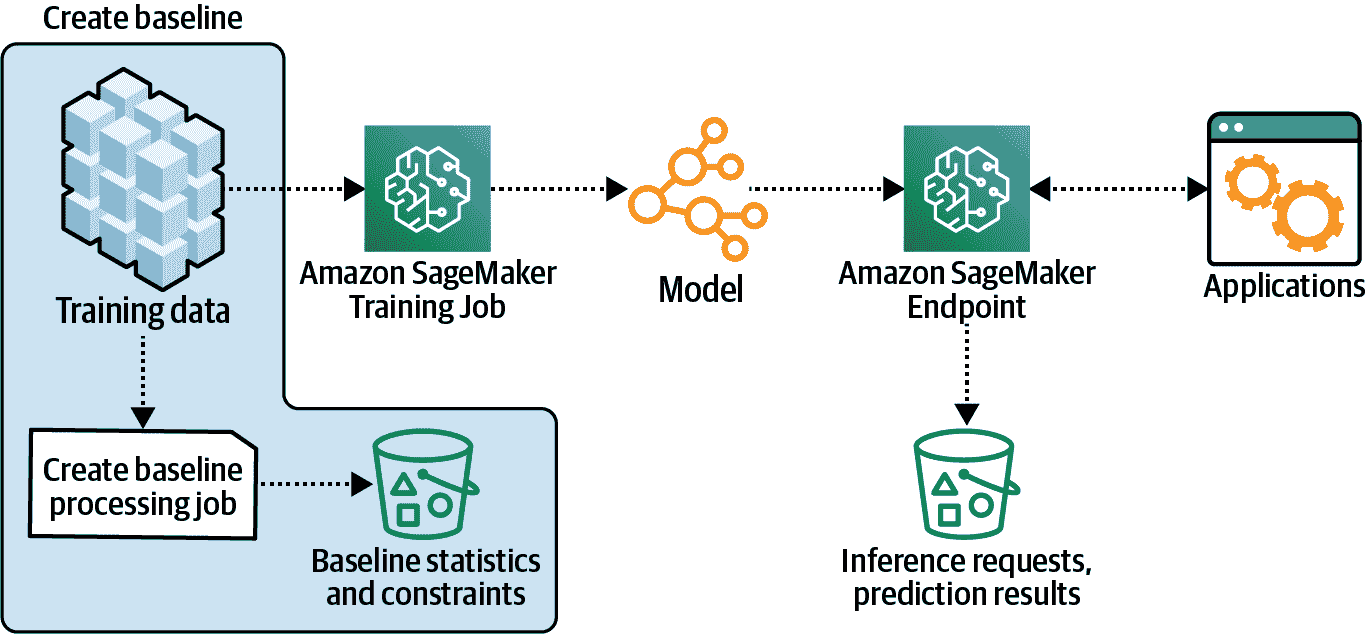 Create baseline
Training data
Amazon SageMaker
Training Job
Model
Amazon SageMaker
Endpoint
Applications
Create baseline
processing job
Baseline statistics
and constraints
Inference requests,
prediction results